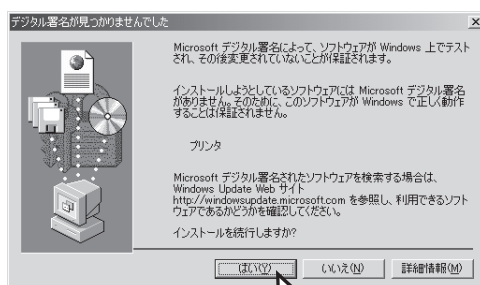 デジタル署名が見つかりませんでした
Microsoft デジタル署名によって、ソフトウェアが Windows 上でテスト
され、その後変更されていないことが保証されます。
インストールしようとしているソフトウェアには Microsoft デジタル署名
がありません。そのために、このソフトウェアが Windows で正しく動作
することは保証されません。
プリンタ
Microsoft デジタル署名されたソフトウェアを検索する場合は、
Windows Update Web サイト
http://windowsupdate.microsoft.com を参照し、利用できるソフト
ウェアであるかどうかを確認してください。
インストールを続行しますか?
はい(Y) いいえ(N) 詳細情報(M)